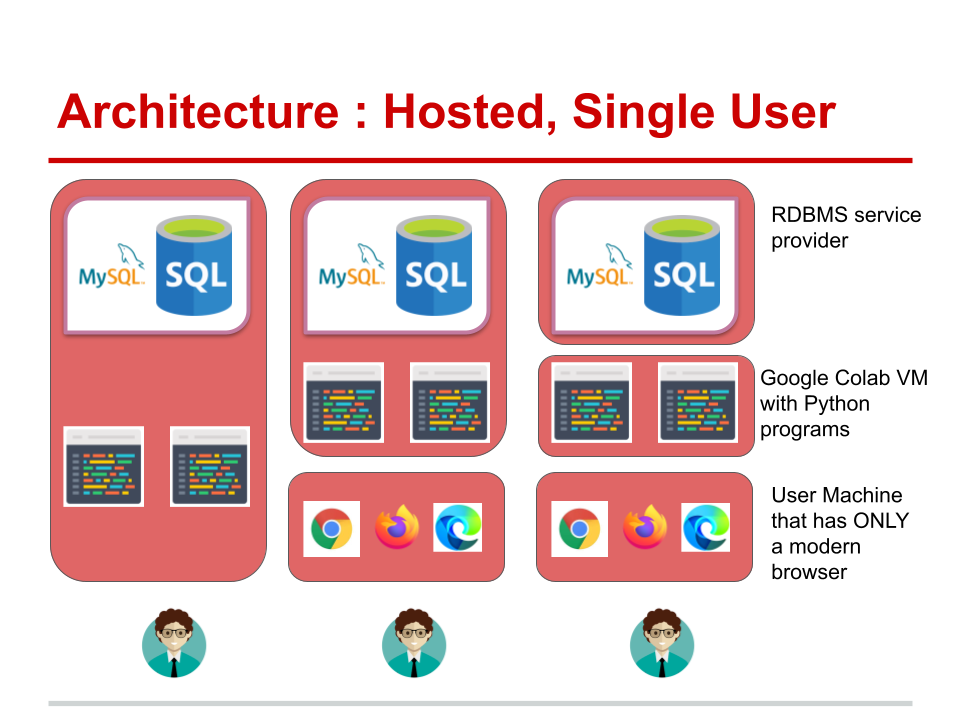 Architecture : Hosted, Single User
MySQL
SQL
MySQL
SQL
MySQL
SQL
RDBMS service
provider
Google Colab VM
with Python
programs
User Machine
that has ONLY
a modern
browser